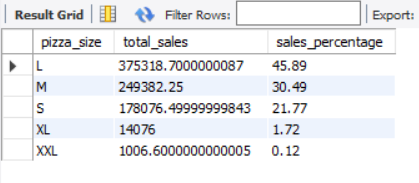 Result Grid Filter Rows: Export:
pizza_size total_sales sales_percentage
L 375318.7000000087 45.89
M 249382.25 30.49
S 178076.49999999843 21.77
XL 14076 1.72
XXL 1006.6000000000005 0.12